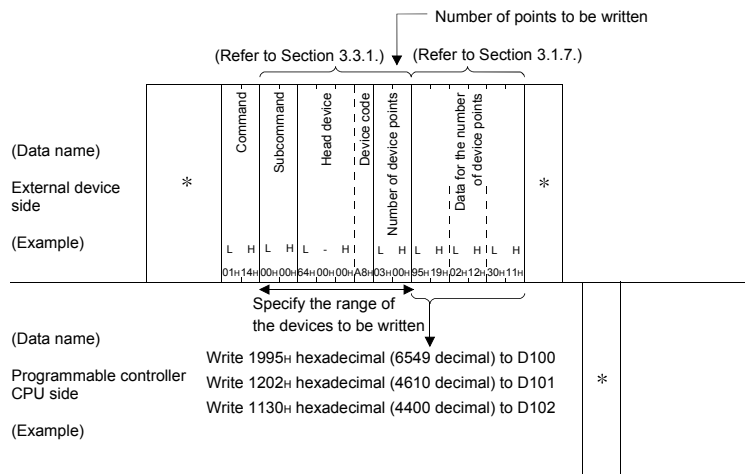 Number of points to be written
(Refer to Section 3.3.1.) (Refer to Section 3.1.7.)
Command
Subcommand
Head device
Device code
Number of device points
Data for the number
of device points
(Data name)
External device
side
(Example)
* *
L H L H L - H L H L H L H L H
01H 14H 00H 00H 64H 00H 00H A8H 03H 00H 95H 19H 02H 12H 30H 11H
Specify the range of
the devices to be written
(Data name)
Programmable controller
CPU side
(Example)
Write 1995H hexadecimal (6549 decimal) to D100
Write 1202H hexadecimal (4610 decimal) to D101
Write 1130H hexadecimal (4400 decimal) to D102
*